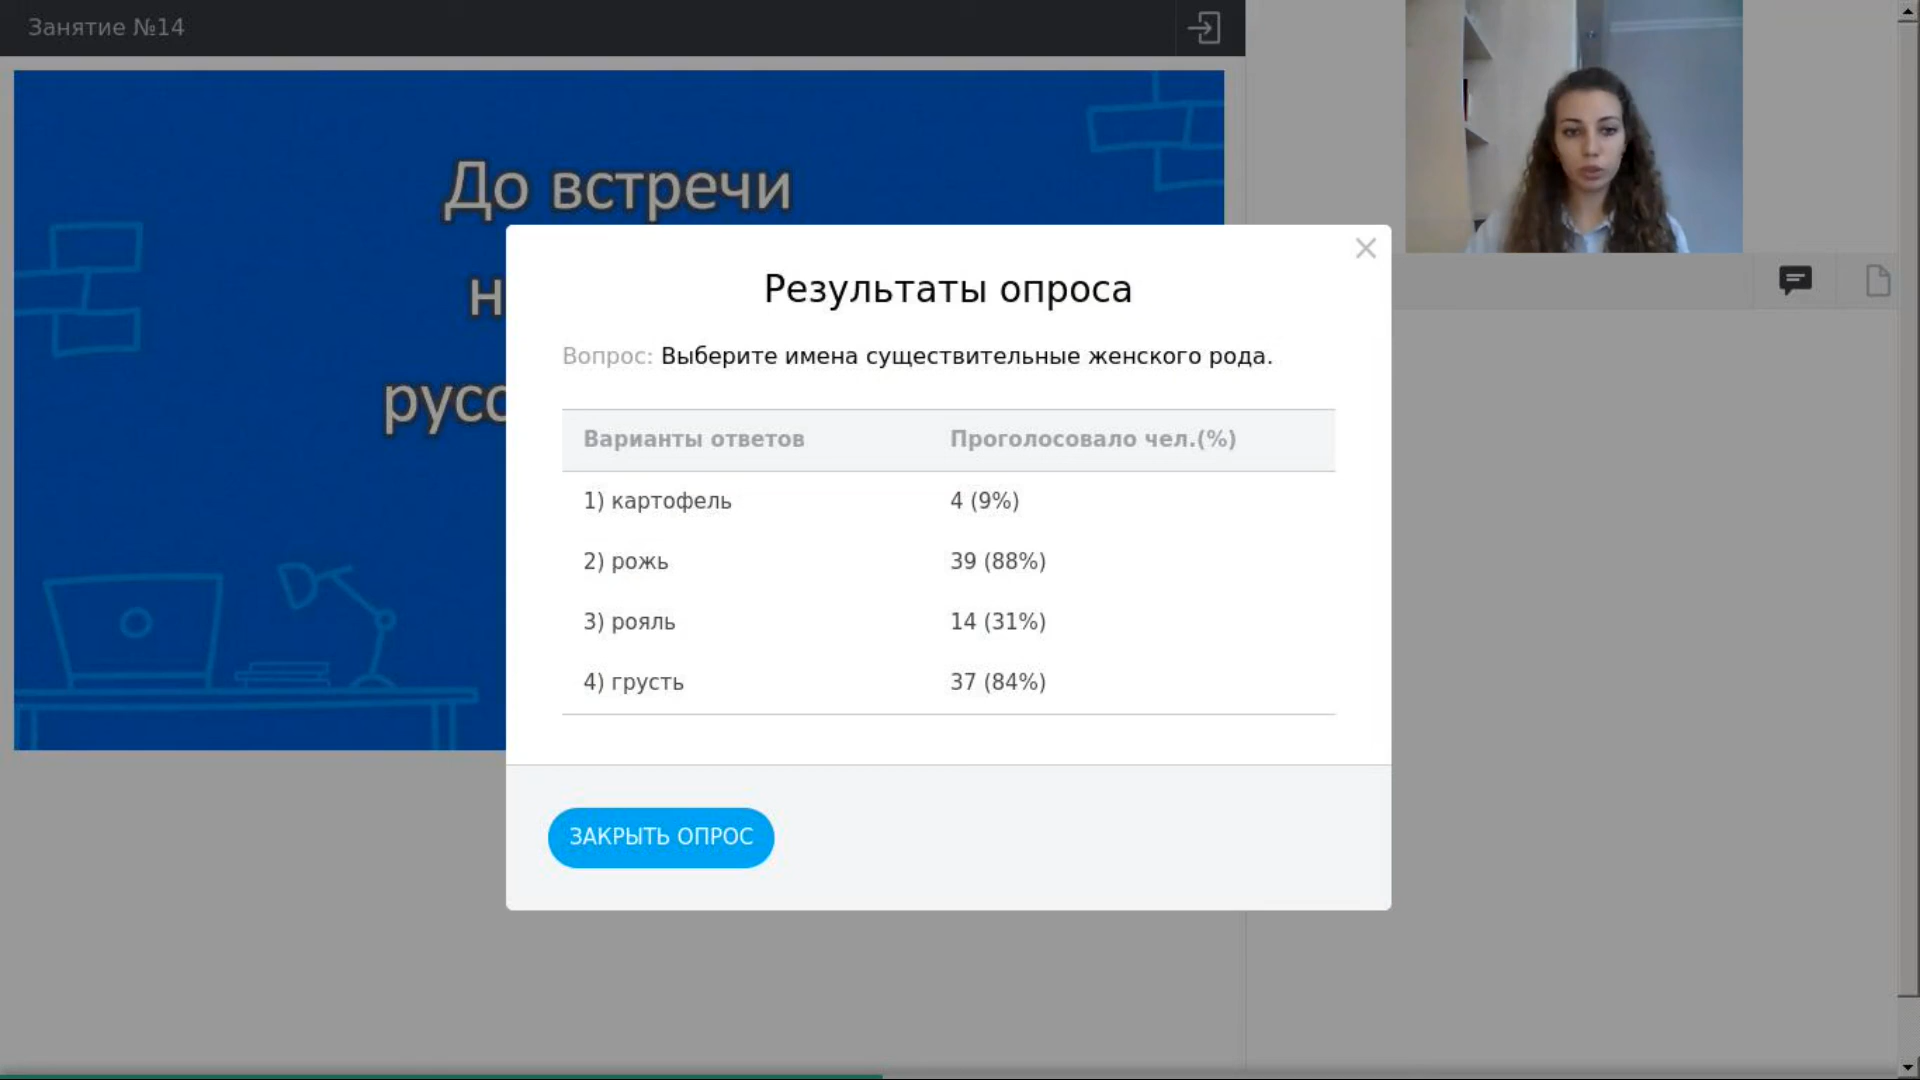 Занятие №14
До встречи
н
русс
Результаты опроса
Вопрос: Выберите имена существительные женского рода.
Варианты ответов Проголосовало чел.(%)
1) картофель 4 (9%)
2) рожь 39 (88%)
3) рояль 14 (31%)
4) грусть 37 (84%)
ЗАКРЫТЬ ОПРОС